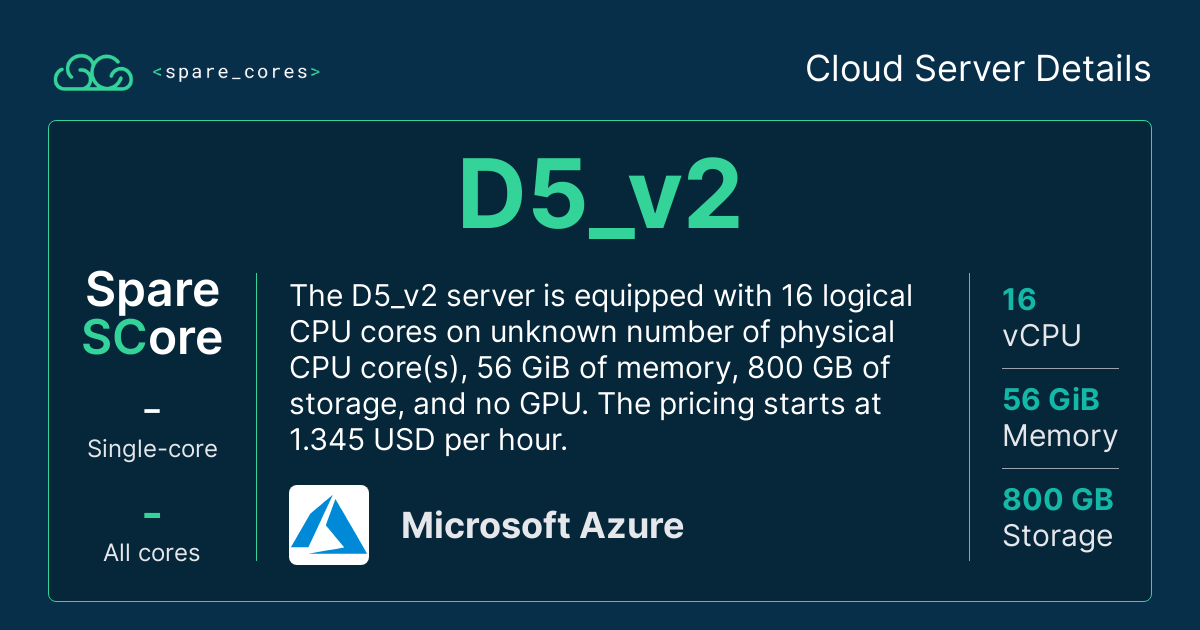 <spare_cores>
Cloud Server Details
D5_v2
Spare
SCore
–
Single-core
–
All cores
The D5_v2 server is equipped with 16 logical
CPU cores on unknown number of physical
CPU core(s), 56 GiB of memory, 800 GB of
storage, and no GPU. The pricing starts at
1.345 USD per hour.
Microsoft Azure
16
vCPU
56 GiB
Memory
800 GB
Storage